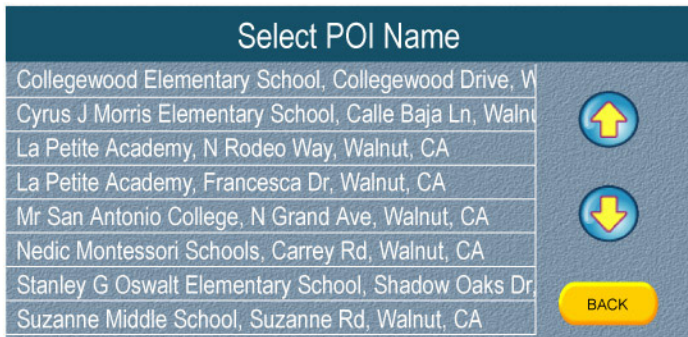 Select POI Name
Collegewood Elementary School, Collegewood Drive, W
Cyrus J Morris Elementary School, Calle Baja Ln, Walnu
La Petite Academy, N Rodeo Way, Walnut, CA
La Petite Academy, Francesca Dr, Walnut, CA
Mr San Antonio College, N Grand Ave, Walnut, CA
Nedic Montessori Schools, Carrey Rd, Walnut, CA
Stanley G Oswalt Elementary School, Shadow Oaks Dr,
Suzanne Middle School, Suzanne Rd, Walnut, CA
BACK